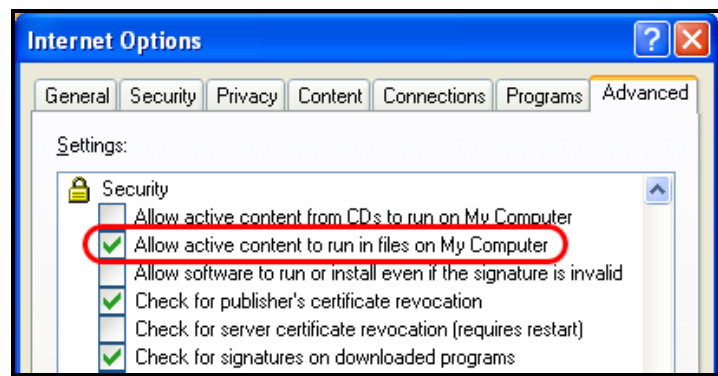 Internet Options
General Security Privacy Content Connections Programs Advanced
Settings:
Security
Allow active content from CDs to run on My Computer
Allow active content to run in files on My Computer
Allow software to run or install even if the signature is invalid
Check for publisher's certificate revocation
Check for server certificate revocation (requires restart)
Check for signatures on downloaded programs